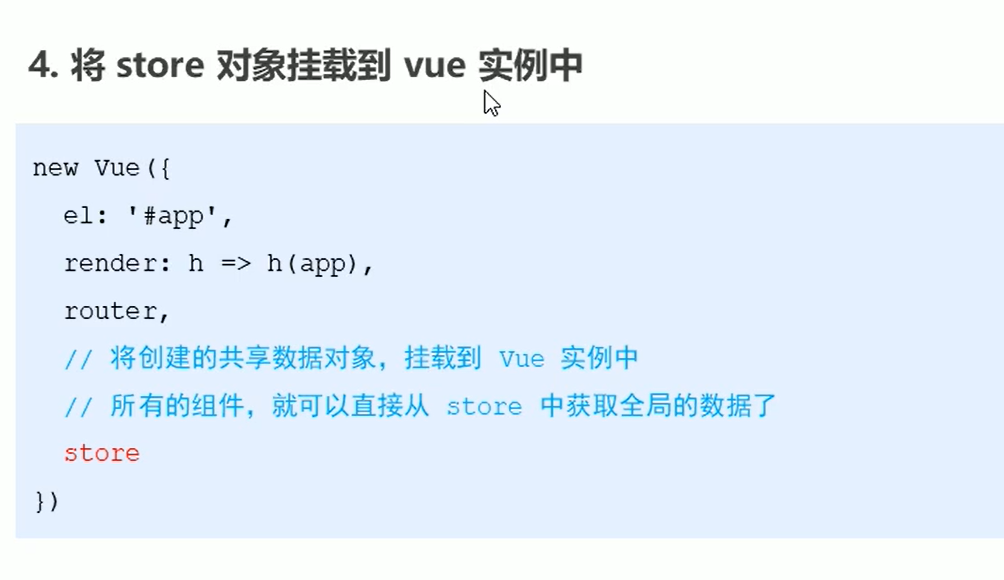 4. 将 store 对象挂载到 vue 实例中
new Vue({
  el: '#app',
  render: h => h(app),
  router,
  // 将创建的共享数据对象，挂载到 Vue 实例中
  // 所有的组件，就可以直接从 store 中获取全局的数据了
  store
})